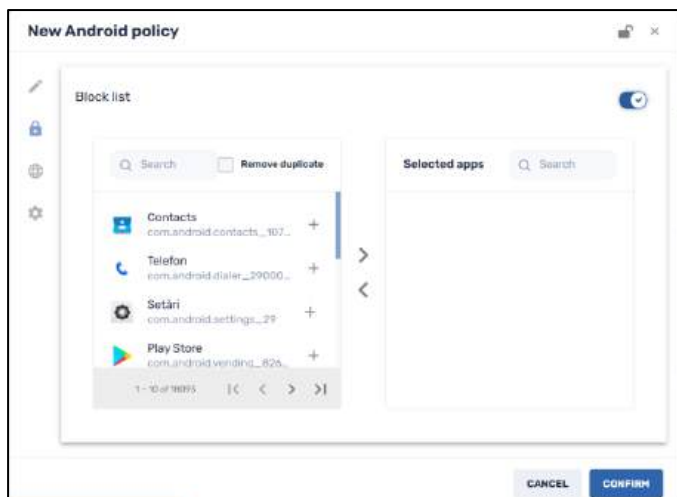 New Android policy
Block list
Search
Remove duplicate
Selected apps
Search
Contacts
com.android.contacts_107...
Telefon
com.android.dialer_29000...
Setări
com.android.settings_29
Play Store
com.android.vending_826...
CANCEL
CONFIRM